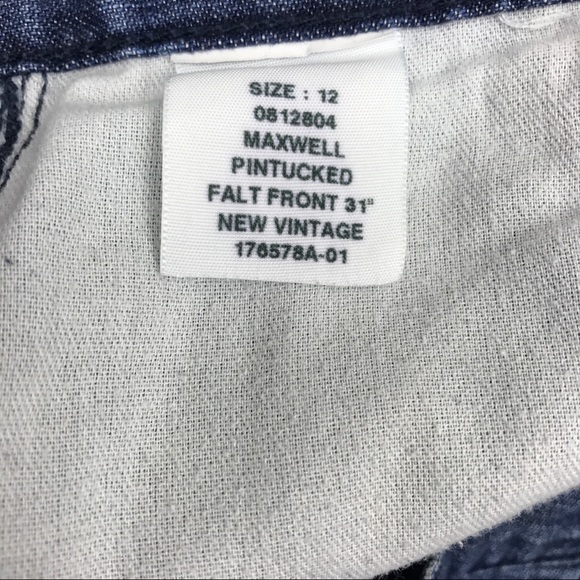 SIZE : 12
0812804
MAXWELL
PINTUCKED
FALT FRONT 31"
NEW VINTAGE
176578A-01